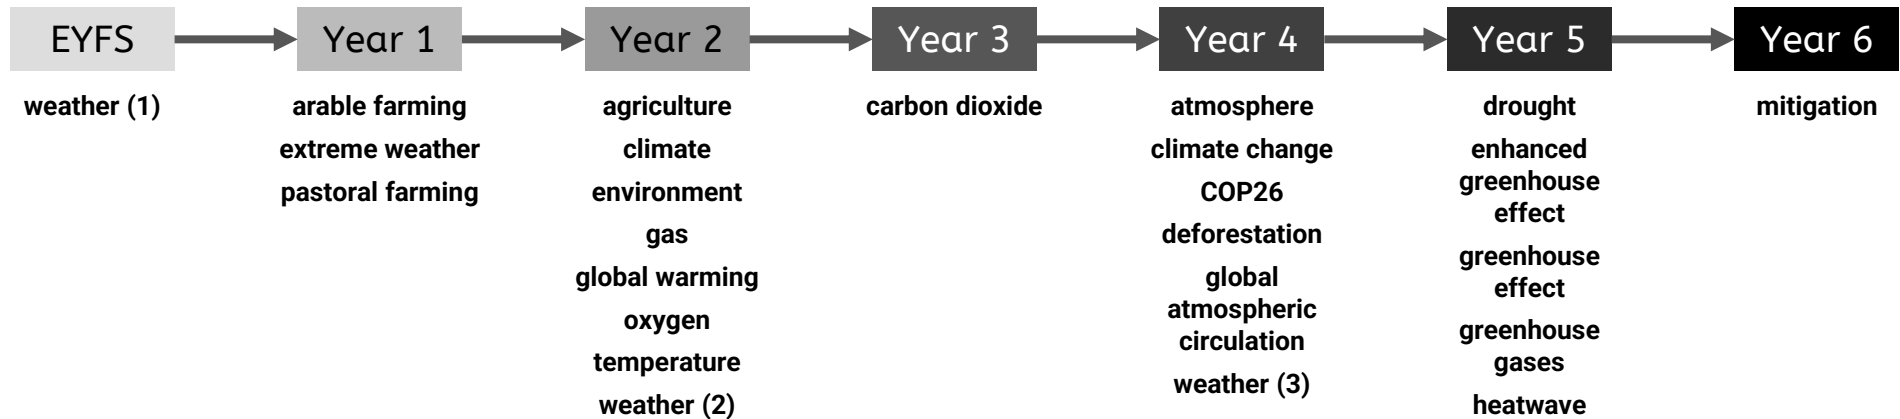 EYFS
weather (1)
Year 1
arable farming
extreme weather
pastoral farming
Year 2
agriculture
climate
environment
gas
global warming
oxygen
temperature
weather (2)
Year 3
carbon dioxide
Year 4
atmosphere
climate change
COP26
deforestation
global
atmospheric
circulation
weather (3)
Year 5
drought
enhanced
greenhouse
effect
greenhouse
effect
greenhouse
gases
heatwave
Year 6
mitigation